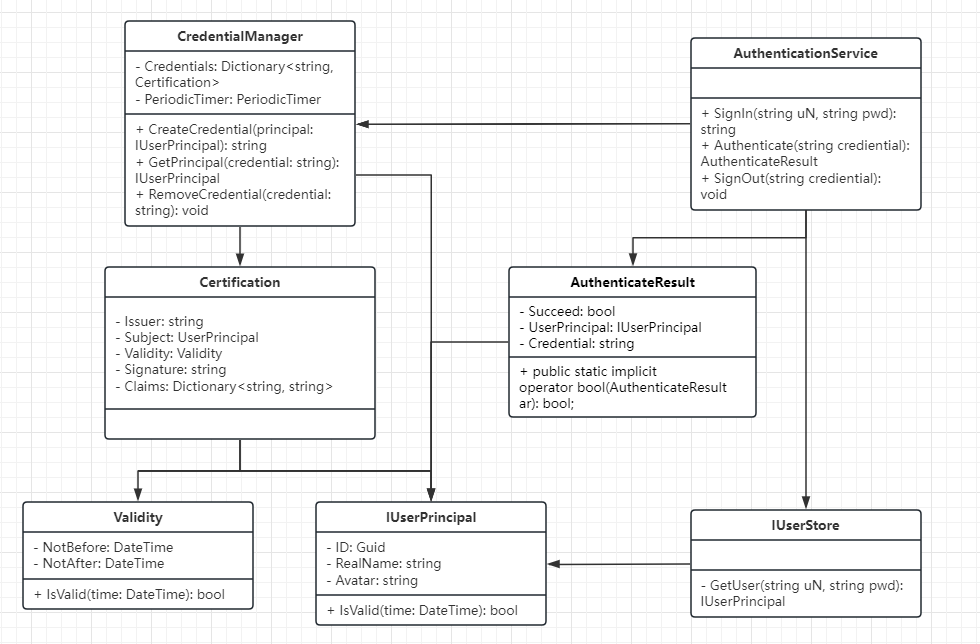 CredentialManager
- Credentials: Dictionary<string,
Certification>
- PeriodicTimer: PeriodicTimer
+ CreateCredential(principal:
IUserPrincipal): string
+ GetPrincipal(credential: string):
IUserPrincipal
+ RemoveCredential(credential:
string): void
AuthenticationService
+ SignIn(string uN, string pwd):
string
+ Authenticate(string crediential):
AuthenticateResult
+ SignOut(string crediential):
void
Certification
- Issuer: string
- Subject: UserPrincipal
- Validity: Validity
- Signature: string
- Claims: Dictionary<string, string>
AuthenticateResult
- Succeed: bool
- UserPrincipal: IUserPrincipal
- Credential: string
+ public static implicit
operator bool(AuthenticateResult
ar): bool;
Validity
- NotBefore: DateTime
- NotAfter: DateTime
+ IsValid(time: DateTime): bool
IUserPrincipal
- ID: Guid
- RealName: string
- Avatar: string
+ IsValid(time: DateTime): bool
IUserStore
- GetUser(string uN, string pwd):
IUserPrincipal